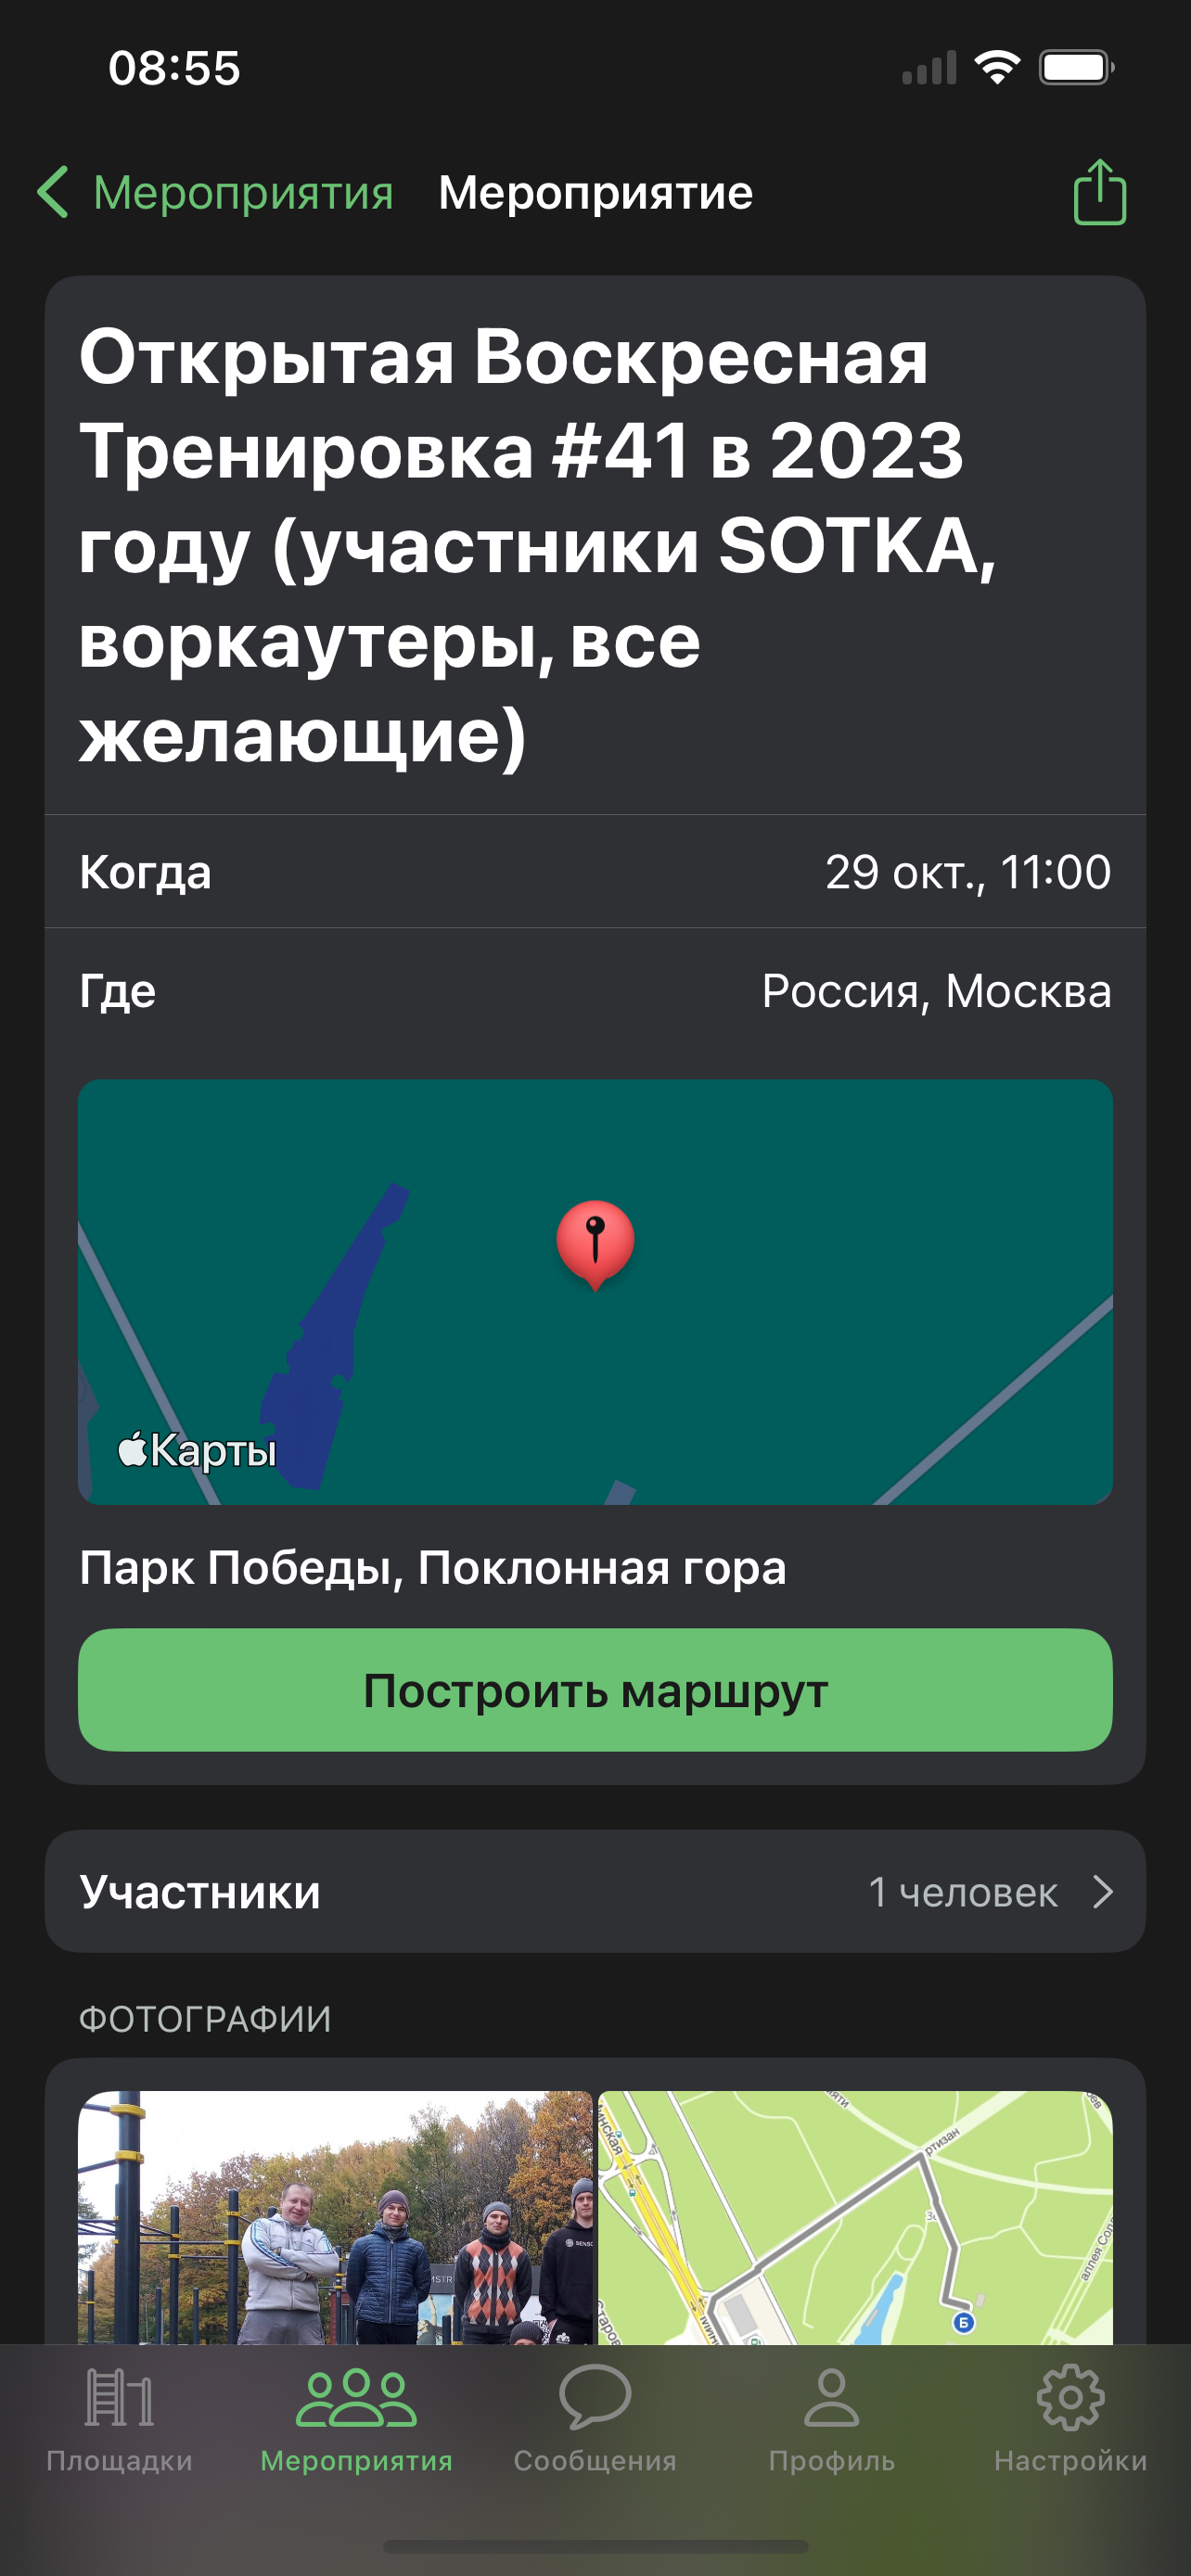 08:55
Мероприятия
Мероприятие
Открытая Воскресная
Тренировка #41 в 2023
году (участники SOTKA,
воркаутеры, все
желающие)
Когда
29 окт., 11:00
Где
Россия, Москва
Карты
Парк Победы, Поклонная гора
Построить маршрут
Участники
1 человек
ФОТОГРАФИИ
Б
Площадки
Мероприятия
Сообщения
Профиль
Настройки